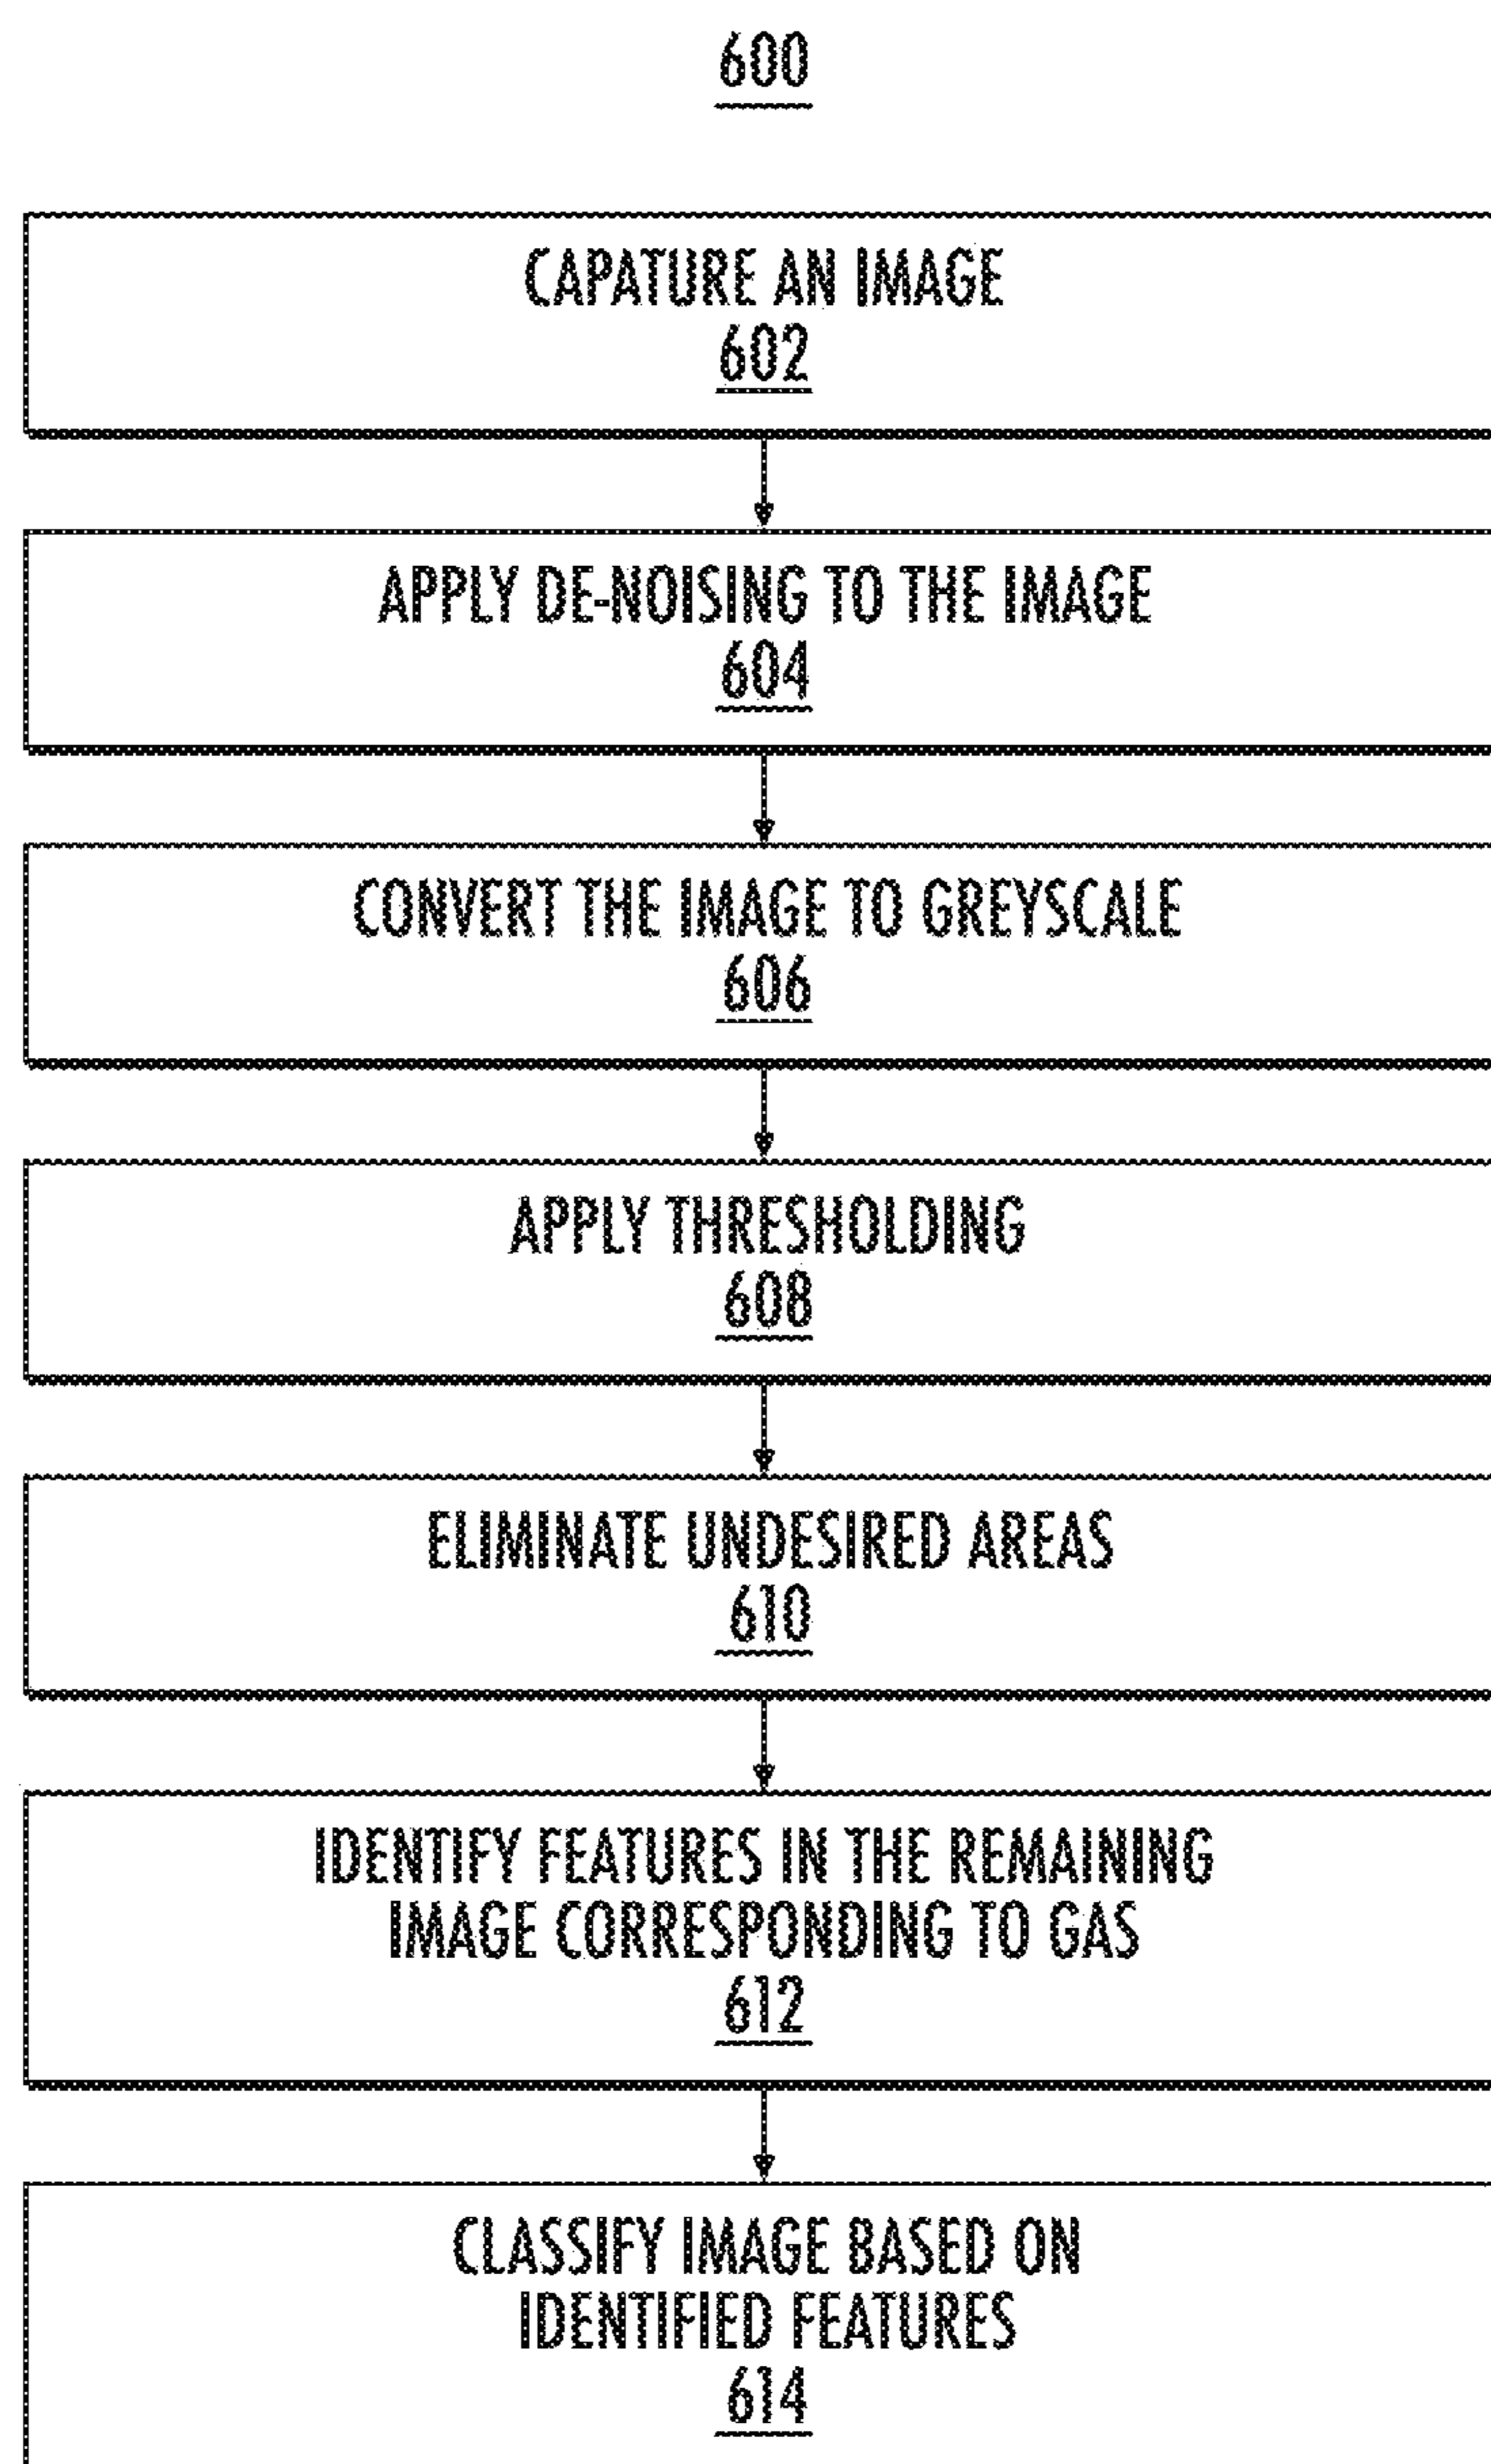 600
CAPATURE AN IMAGE
602
APPLY DE-NOISING TO THE IMAGE
604
CONVERT THE IMAGE TO GREYSCALE
606
APPLY THRESHOLDING
608
ELIMINATE UNDESIRED AREAS
610
IDENTIFY FEATURES IN THE REMAINING
IMAGE CORRESPONDING TO GAS
612
CLASSIFY IMAGE BASED ON
IDENTIFIED FEATURES
614